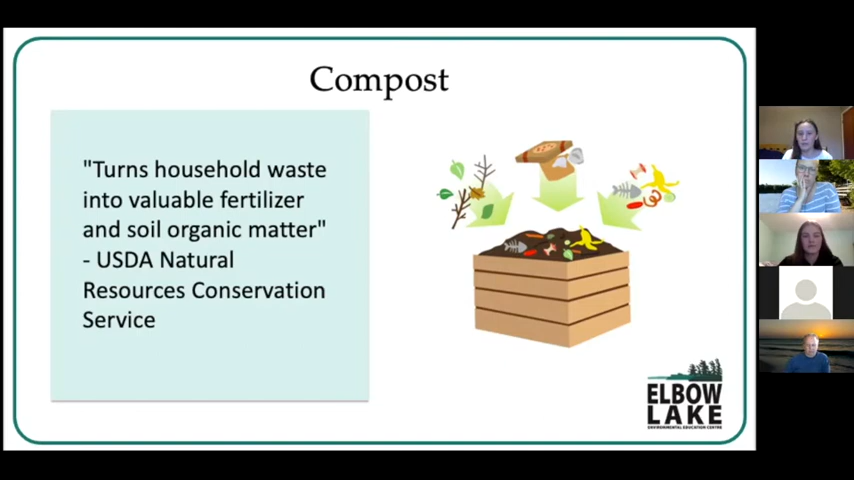 Compost
"Turns household waste
into valuable fertilizer
and soil organic matter"
- USDA Natural
Resources Conservation
Service
ELBOW
LAKE
ENVIRONMENTAL EDUCATION CENTRE